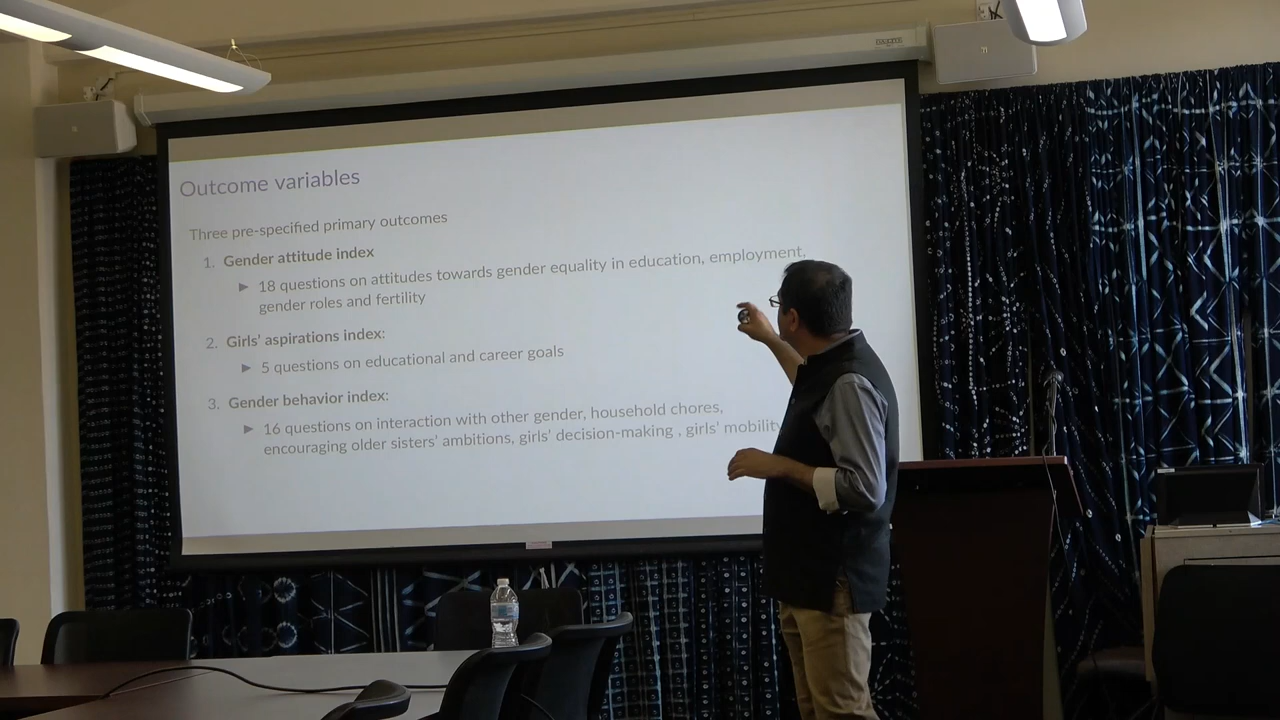 Outcome variables
Three pre-specified primary outcomes
1. Gender attitude index
▶ 18 questions on attitudes towards gender equality in education, employment,
gender roles and fertility
2. Girls' aspirations index:
▶ 5 questions on educational and career goals
3. Gender behavior index:
▶ 16 questions on interaction with other gender, household chores,
encouraging older sisters' ambitions, girls' decision-making , girls' mobility